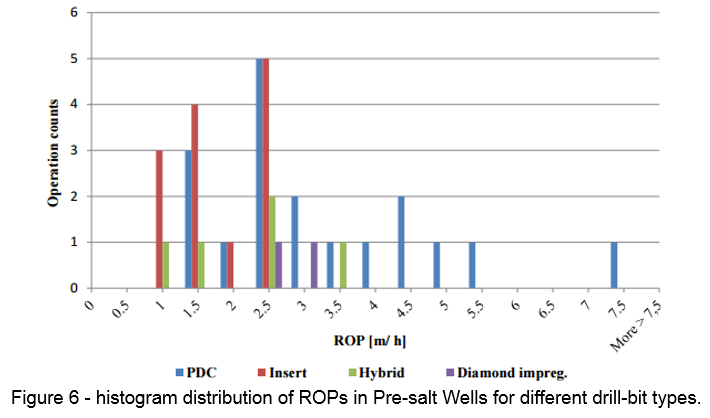 6
5
4
3
2
1
0
Operation counts
0 0.5 1 1.5 2 2.5 3 3.5 4 4.5 5 5.5 6 6.5 7 7.5 More > 7,5
ROP [m/ h]
PDC Insert Hybrid Diamond impreg.
Figure 6 - histogram distribution of ROPs in Pre-salt Wells for different drill-bit types.